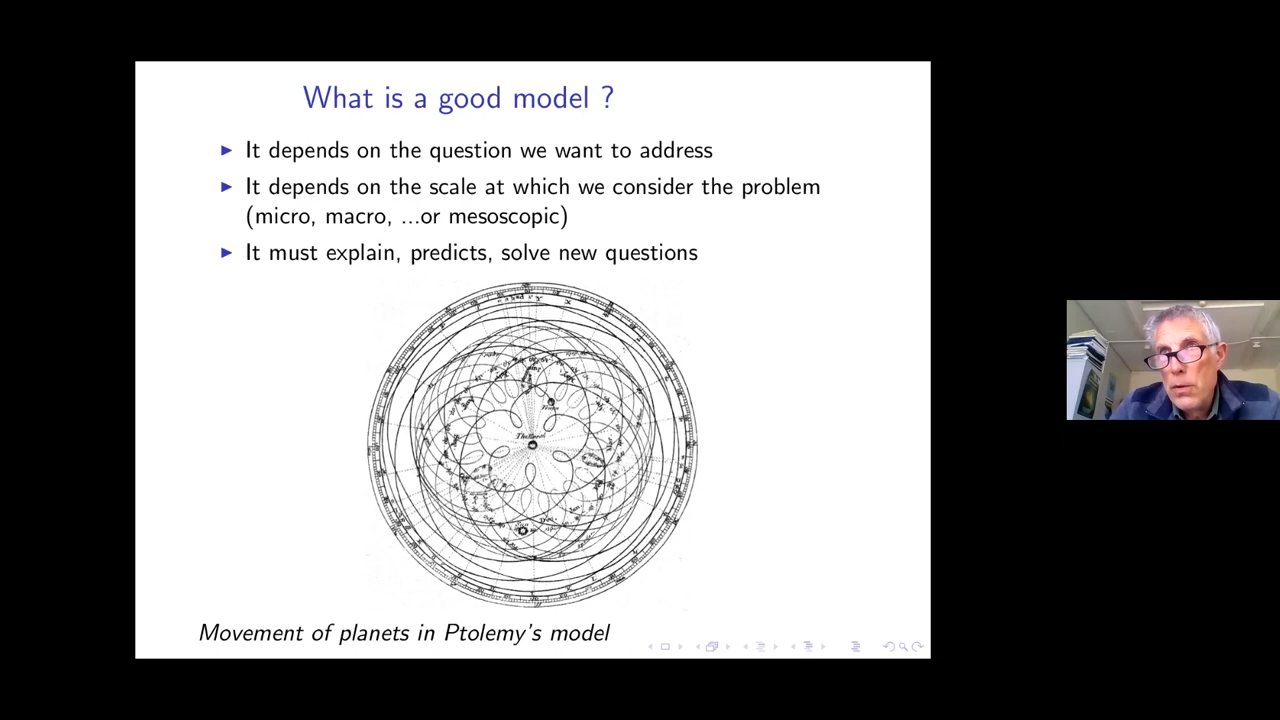 What is a good model ?
It depends on the question we want to address
It depends on the scale at which we consider the problem
(micro, macro, ...or mesoscopic)
It must explain, predicts, solve new questions
Movement of planets in Ptolemy's model